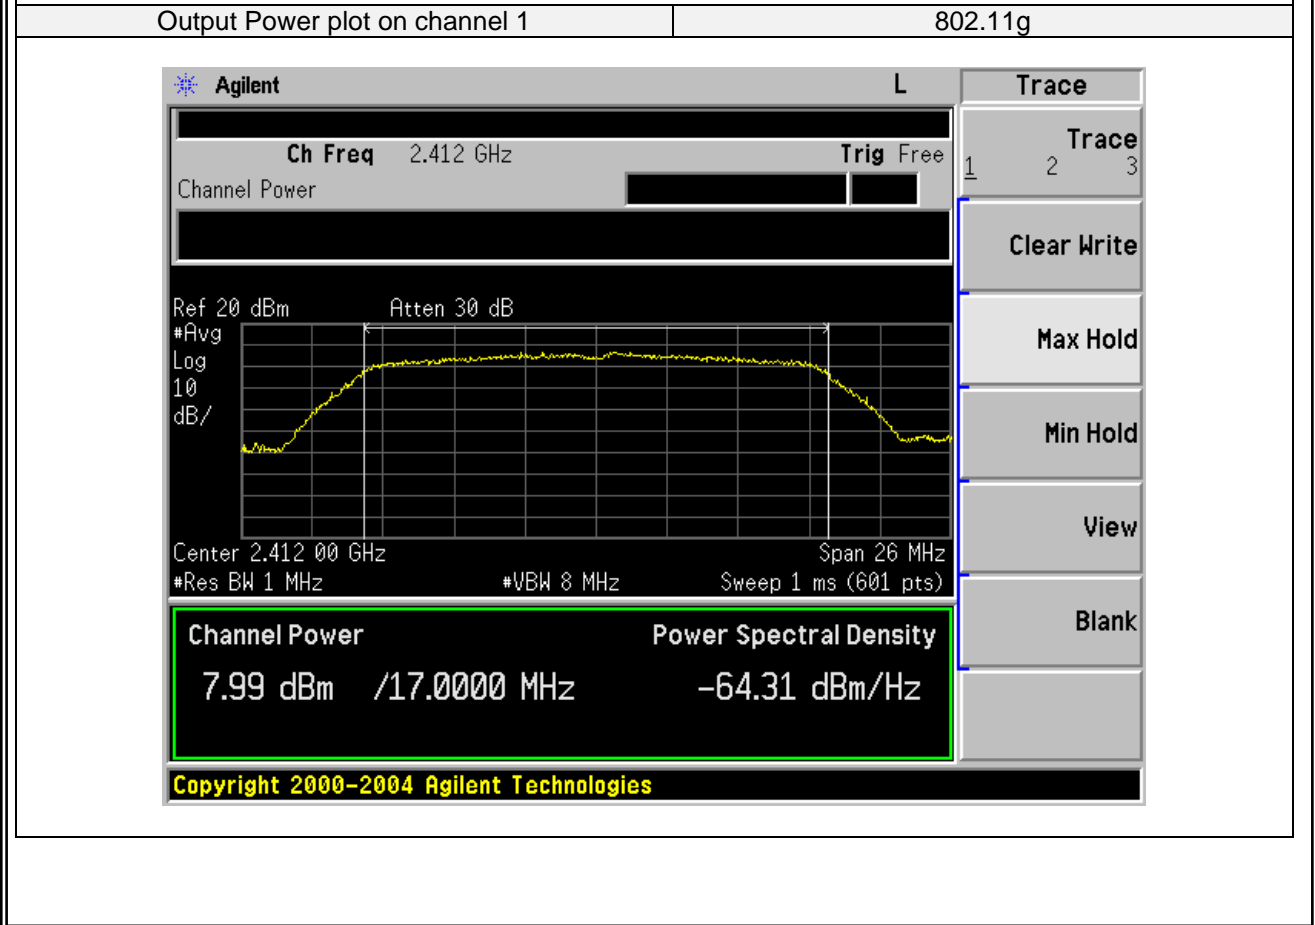 Output Power plot on channel 1 802.11g
Agilent L Trace
Ch Freq 2.412 GHz Trig Free
Trace
1 2 3
Channel Power
Clear Write
Ref 20 dBm Atten 30 dB
#Avg
Log
10
dB/
Max Hold
Min Hold
View
Center 2.412 00 GHz Span 26 MHz
#Res BW 1 MHz #VBW 8 MHz Sweep 1 ms (601 pts)
Blank
Channel Power Power Spectral Density
7.99 dBm /17.0000 MHz -64.31 dBm/Hz
Copyright 2000-2004 Agilent Technologies